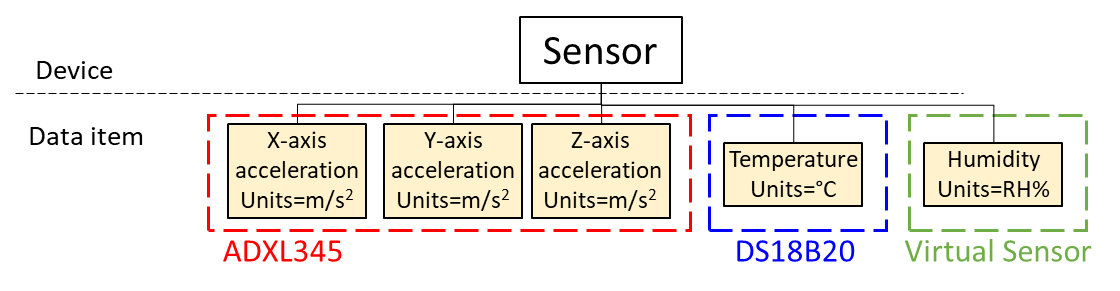 Sensor
Device
Data item
X-axis
acceleration
Units=m/s²
Y-axis
acceleration
Units=m/s²
Z-axis
acceleration
Units=m/s²
Temperature
Units=°C
Humidity
Units=RH%
ADXL345
DS18B20
Virtual Sensor